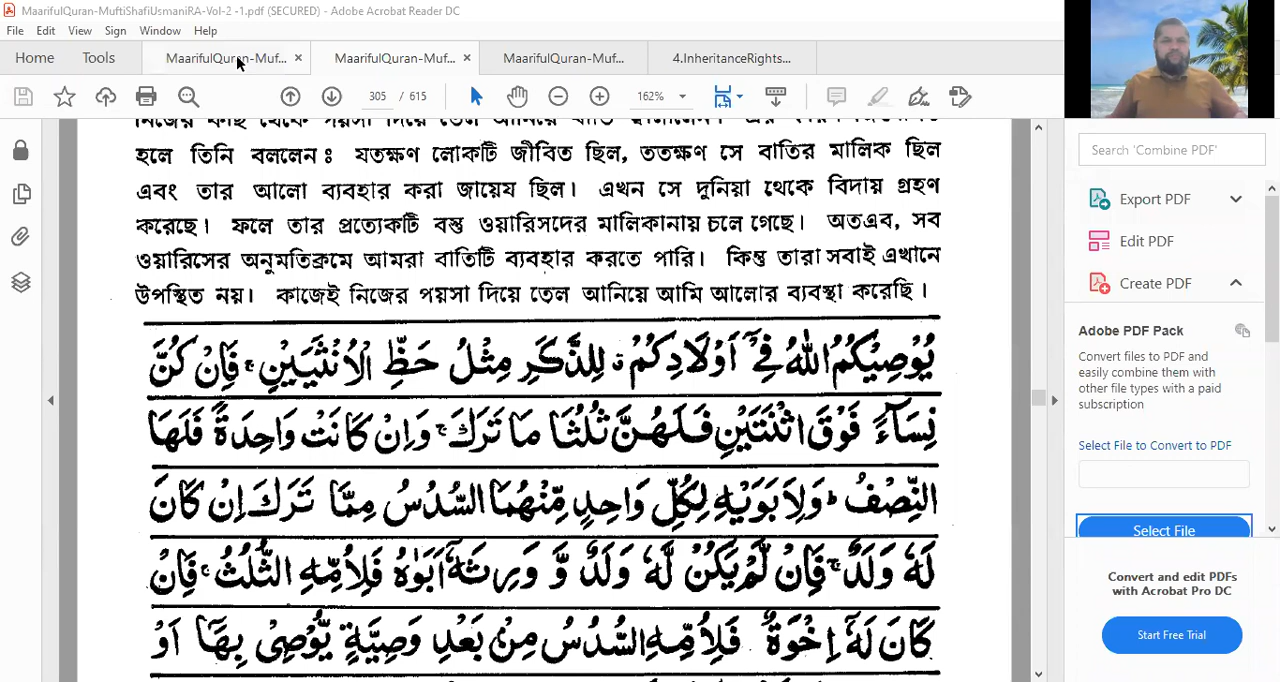 MaarifulQuran-MuftiShafiUsmaniRA-Vol-2 -1.pdf (SECURED) - Adobe Acrobat Reader DC
File Edit View Sign Window Help
Home Tools MaarifulQuran-Muf... × MaarifulQuran-Muf... × MaarifulQuran-Muf... 4.InheritanceRights...
305 / 615 162%
নিজের কাছ থেকে পয়সা দিয়ে তেল আনিয়ে বাতি
হলে তিনি বললেনঃ যতক্ষণ লোকটি জীবিত ছিল, ততক্ষণ সে বাতির মালিক ছিল
এবং তার আলো ব্যবহার করা জায়েয ছিল। এখন সে দুনিয়া থেকে বিদায় গ্রহণ
করেছে। ফলে তার প্রত্যেকটি বস্তু ওয়ারিসদের মালিকানায় চলে গেছে। অতএব, সব
ওয়ারিসের অনুমতিক্রমে আমরা বাতিটি ব্যবহার করতে পারি। কিন্তু তারা সবাই এখানে
উপস্থিত নয়। কাজেই নিজের পয়সা দিয়ে তেল আনিয়ে আমি আলোর ব্যবস্থা করেছি।
يُوْصِيْكُمُ اللّٰهُ فِيْۤ اَوْلَادِكُمْ ۤ لِلذَّكَرِ مِثْلُ حَظِّ الْاُنْثَيَيْنِ ۚ فَاِنْ كُنَّ
نِسَآءً فَوْقَ اثْنَتَيْنِ فَلَهُنَّ ثُلُثَا مَا تَرَكَ ۚ وَاِنْ كَانَتْ وَاحِدَةً فَلَهَا
النِّصْفُ ؕ وَلِاَبَوَيْهِ لِكُلِّ وَاحِدٍ مِّنْهُمَا السُّدُسُ مِمَّا تَرَكَ اِنْ كَانَ
لَهٗ وَلَدٌ ۚ فَاِنْ لَّمْ يَكُنْ لَّهٗ وَلَدٌ وَّ وَرِثَهٗۤ اَبَوٰهُ فَلِاُمِّهِ الثُّلُثُ ۚ فَاِنْ
كَانَ لَهٗۤ اِخْوَةٌ فَلِاُمِّهِ السُّدُسُ مِنْۢ بَعْدِ وَصِيَّةٍ يُّوْصِيْ بِهَاۤ اَوْ
Search 'Combine PDF'
Export PDF
Edit PDF
Create PDF
Adobe PDF Pack
Convert files to PDF and
easily combine them with
other file types with a paid
subscription
Select File to Convert to PDF
Select File
Convert and edit PDFs
with Acrobat Pro DC
Start Free Trial